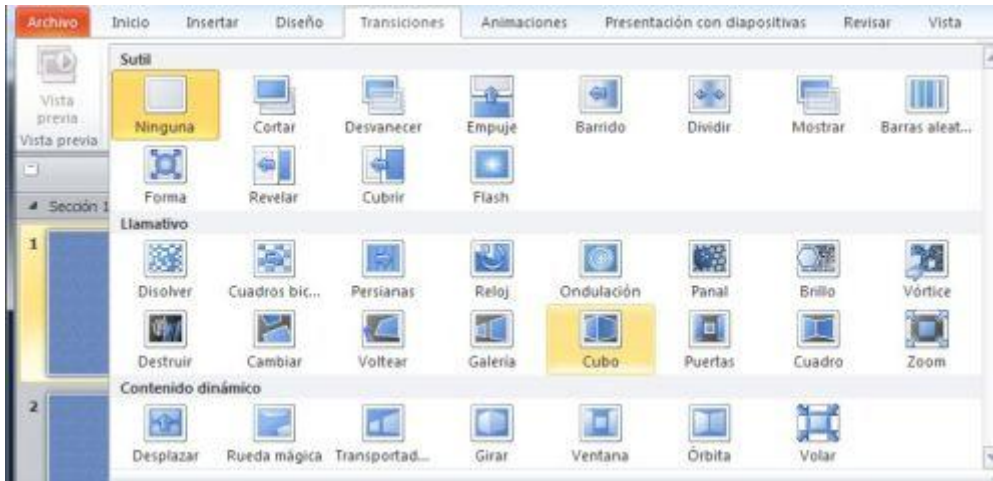 Archivo Inicio Insertar Diseño Transiciones Animaciones Presentación con diapositivas Revisar Vista
Vista previa
Vista previa
Sutil
Ninguna Cortar Desvanecer Empuje Barrido Dividir Mostrar Barras aleat...
Forma Revelar Cubrir Flash
Sección 1
Llamativo
1
Disolver Cuadros bic... Persianas Reloj Ondulación Panal Brillo Vórtice
Destruir Cambiar Voltear Galería Cubo Puertas Cuadro Zoom
Contenido dinámico
2
Desplazar Rueda mágica Transportad... Girar Ventana Órbita Volar